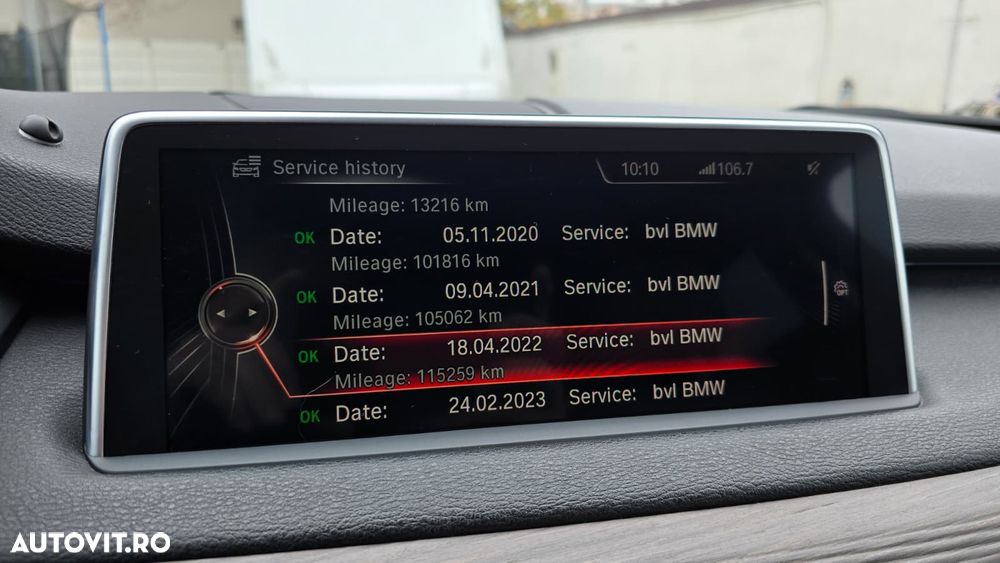 Service history 10:10 106.7
Mileage: 13216 km
OK Date: 05.11.2020 Service: bvl BMW
Mileage: 101816 km
OK Date: 09.04.2021 Service: bvl BMW
Mileage: 105062 km
OK Date: 18.04.2022 Service: bvl BMW
Mileage: 115259 km
OK Date: 24.02.2023 Service: bvl BMW
OPT
AUTOVIT.RO